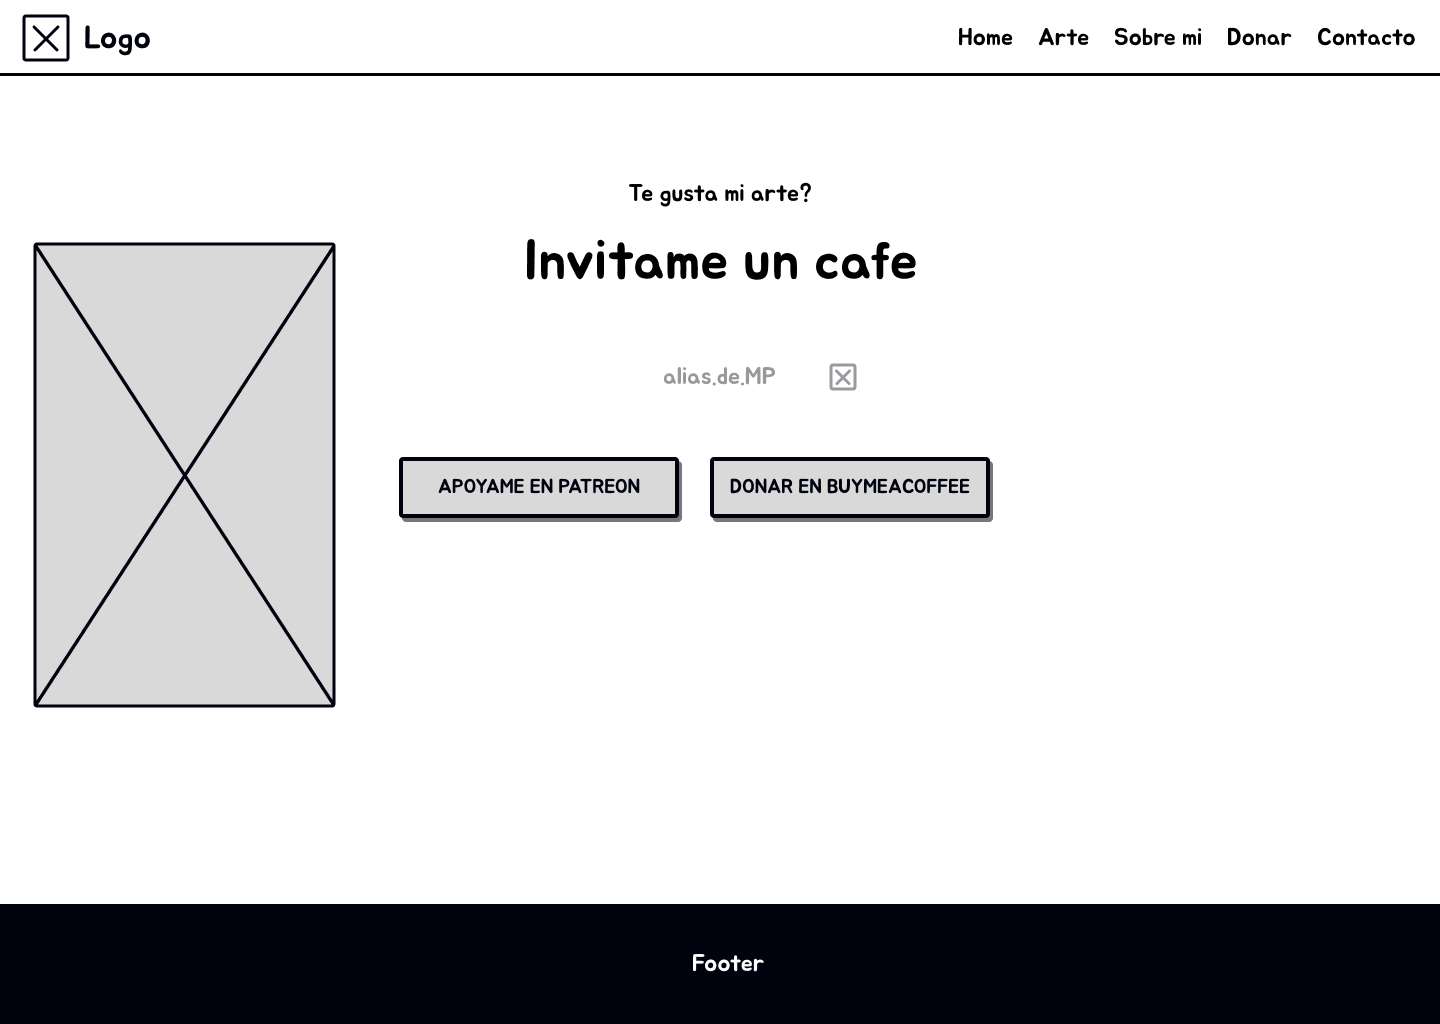 Logo
Home Arte Sobre mi Donar Contacto
Te gusta mi arte?
Invitame un cafe
alias.de.MP
APOYAME EN PATREON
DONAR EN BUYMEACOFFEE
Footer